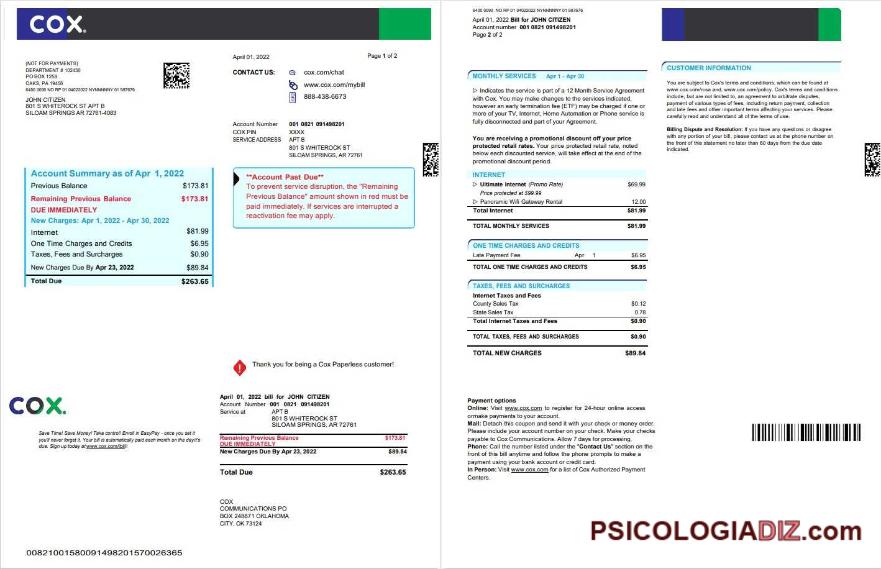 COX
(NOT FOR PAYMENTS)
DEPARTMENT # 102438
PO BOX 1253
OAKS, PA 19456
6430 0090 NO RP 01 04022022 NYNNNNNY 01 597876
JOHN CITIZEN
801 S WHITEROCK ST APT B
SILOAM SPRINGS AR 72761-4083
April 01, 2022
Page 1 of 2
CONTACT US:
cox.com/chat
www.cox.com/mybill
888-438-6673
Account Number 001 0821 091498201
COX PIN XXXX
SERVICE ADDRESS APT B
801 S WHITEROCK ST
SILOAM SPRINGS, AR 72761
Account Summary as of Apr 1, 2022
Previous Balance $173.81
Remaining Previous Balance $173.81
DUE IMMEDIATELY
New Charges: Apr 1, 2022 - Apr 30, 2022
Internet $81.99
One Time Charges and Credits $6.95
Taxes, Fees and Surcharges $0.90
New Charges Due By Apr 23, 2022 $89.84
Total Due $263.65
**Account Past Due**
To prevent service disruption, the "Remaining
Previous Balance" amount shown in red must be
paid immediately. If services are interrupted a
reactivation fee may apply.
Thank you for being a Cox Paperless customer!
COX.
Save Time! Save Money! Take control! Enroll in EasyPay - once you set it
you'll never forget it. Your bill is automatically paid each month on the day it's
due. Sign up today at www.cox.com/ibill!
April 01, 2022 bill for JOHN CITIZEN
Account Number 001 0821 091498201
Service at APT B
801 S WHITEROCK ST
SILOAM SPRINGS, AR 72761
Remaining Previous Balance $173.81
DUE IMMEDIATELY
New Charges Due By Apr 23, 2022 $89.84
Total Due $263.65
COX
COMMUNICATIONS PO
BOX 248871 OKLAHOMA
CITY, OK 73124
00821001580091498201570026365
6430 0090 NO RP 01 04022022 NYNNNNNY 01 597876
April 01, 2022 Bill for JOHN CITIZEN
Account number 001 0821 091498201
Page 2 of 2
MONTHLY SERVICES Apr 1 - Apr 30
▷ Indicates the service is part of a 12 Month Service Agreement
with Cox. You may make changes to the services indicated,
however an early termination fee (ETF) may be charged if one or
more of your TV, Internet, Home Automation or Phone service is
fully disconnected and part of your Agreement.
You are receiving a promotional discount off your price
protected retail rates. Your price protected retail rate, noted
below each discounted service, will take effect at the end of the
promotional discount period.
INTERNET
▷ Ultimate Internet (Promo Rate) $69.99
Price protected at $99.99
▷ Panoramic Wifi Gateway Rental 12.00
Total Internet $81.99
TOTAL MONTHLY SERVICES $81.99
ONE TIME CHARGES AND CREDITS
Late Payment Fee Apr 1 $6.95
TOTAL ONE TIME CHARGES AND CREDITS $6.95
TAXES, FEES AND SURCHARGES
Internet Taxes and Fees
County Sales Tax $0.12
State Sales Tax 0.78
Total Internet Taxes and Fees $0.90
TOTAL TAXES, FEES AND SURCHARGES $0.90
TOTAL NEW CHARGES $89.84
Payment options
Online: Visit www.cox.com to register for 24-hour online access
ormake payments to your account.
Mail: Detach this coupon and send it with your check or money order.
Please include your account number on your check. Make your checks
payable to Cox Communications. Allow 7 days for processing.
Phone: Call the number listed under the "Contact Us" section on the
front of this bill anytime and follow the phone prompts to make a
payment using your bank account or credit card.
In Person: Visit www.cox.com for a list of Cox Authorized Payment
Centers.
CUSTOMER INFORMATION
You are subject to Cox's terms and conditions, which can be found at
www.cox.com/rosa and, www.cox.com/policy. Cox's terms and conditions
include, but are not limited to, an agreement to arbitrate disputes,
payment of various types of fees, including return payment, collection
and late fees and other important terms affecting your services. Please
carefully read and understand all of the terms of use.
Billing Dispute and Resolution: If you have any questions or disagree
with any portion of your bill, please contact us at the phone number on
the front of this statement no later than 60 days from the due date
indicated.
PSICOLOGIADIZ.com